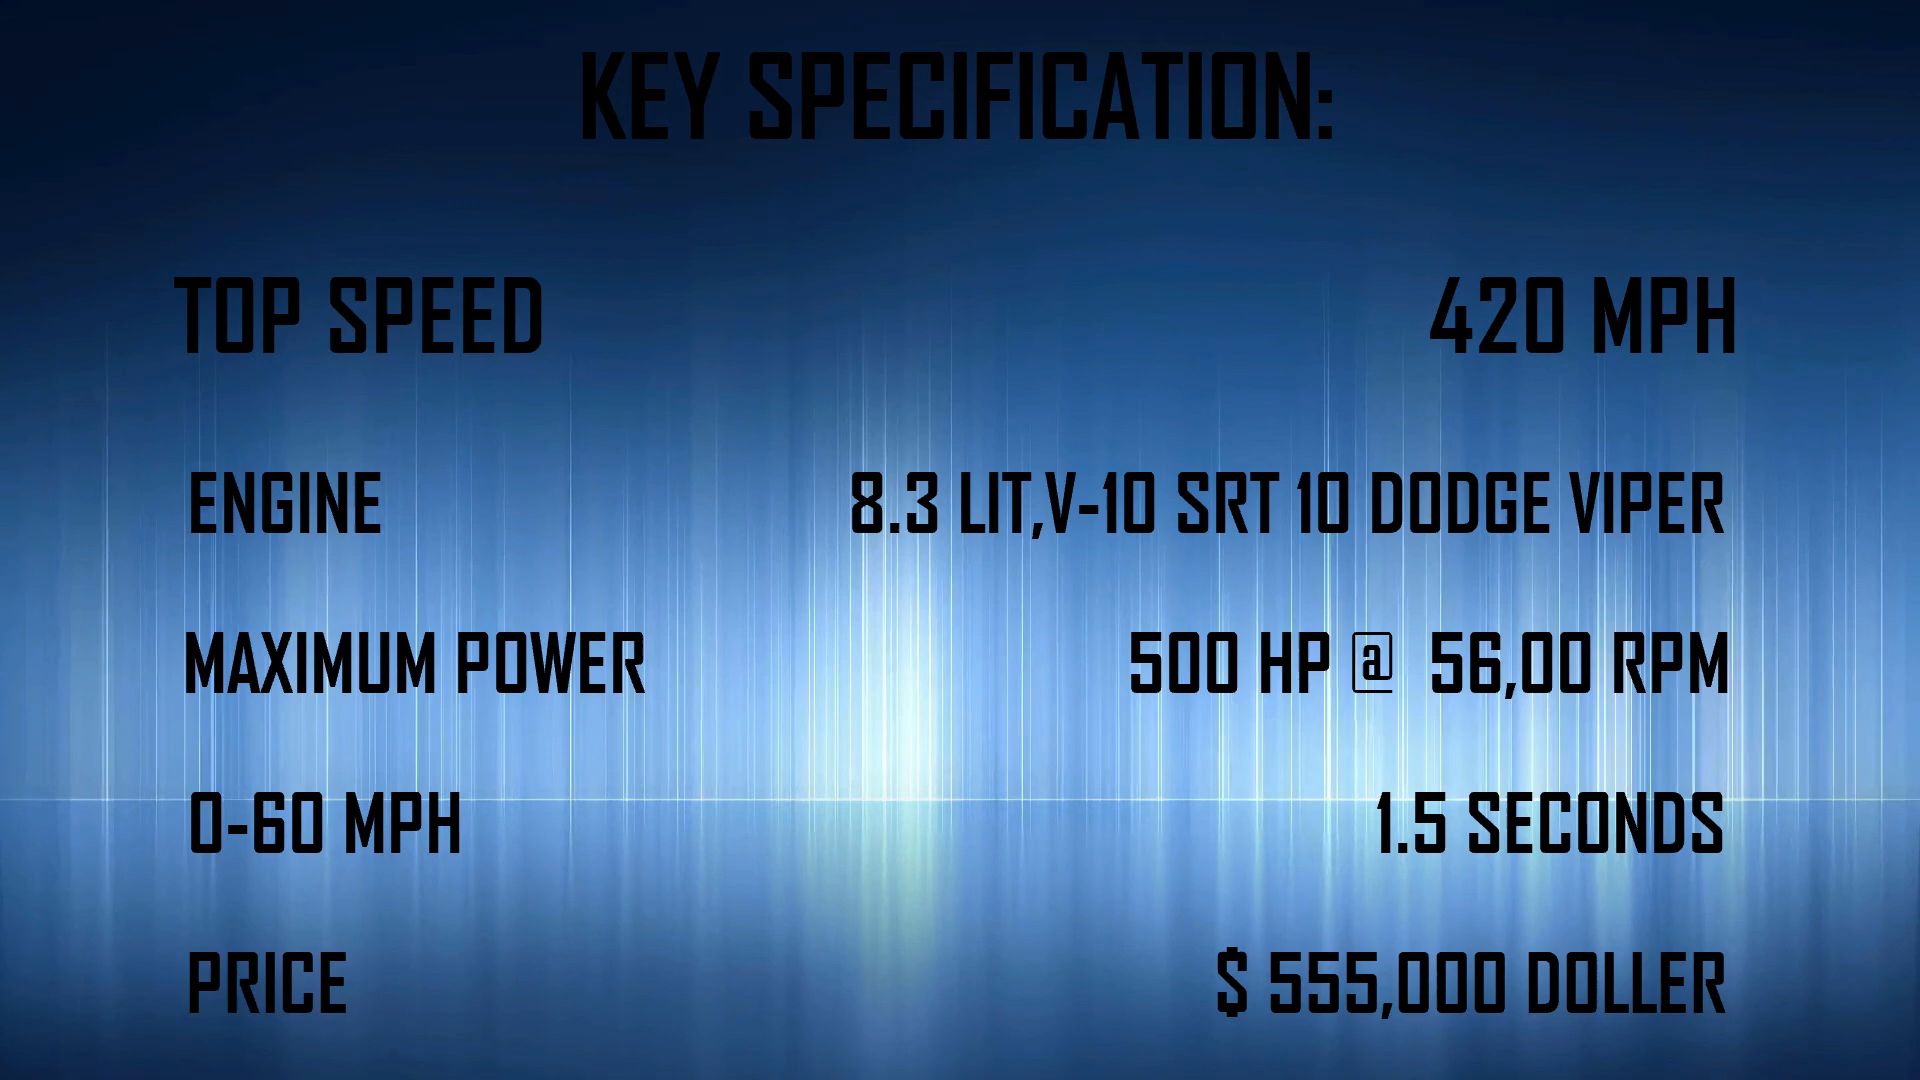 KEY SPECIFICATION:
TOP SPEED 420 MPH
ENGINE 8.3 LIT,V-10 SRT 10 DODGE VIPER
MAXIMUM POWER 500 HP @ 56,00 RPM
0-60 MPH 1.5 SECONDS
PRICE $ 555,000 DOLLER